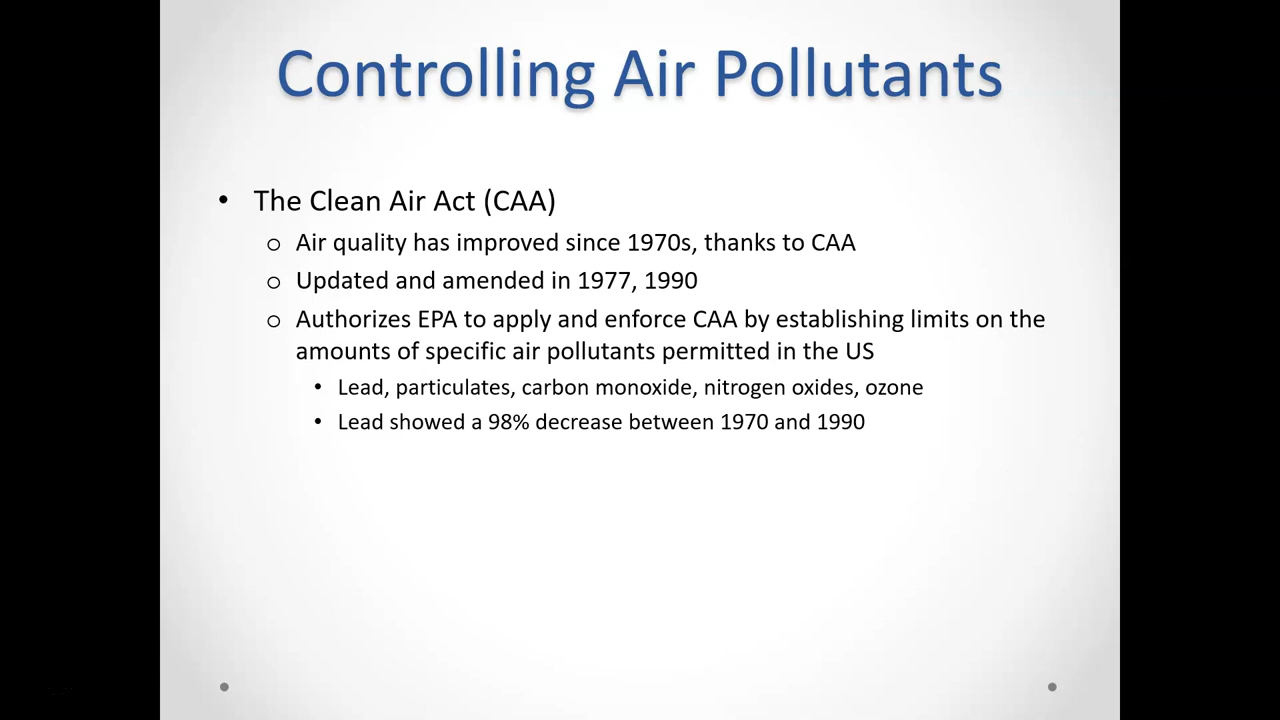 Controlling Air Pollutants
• The Clean Air Act (CAA)
o Air quality has improved since 1970s, thanks to CAA
o Updated and amended in 1977, 1990
o Authorizes EPA to apply and enforce CAA by establishing limits on the
amounts of specific air pollutants permitted in the US
• Lead, particulates, carbon monoxide, nitrogen oxides, ozone
• Lead showed a 98% decrease between 1970 and 1990